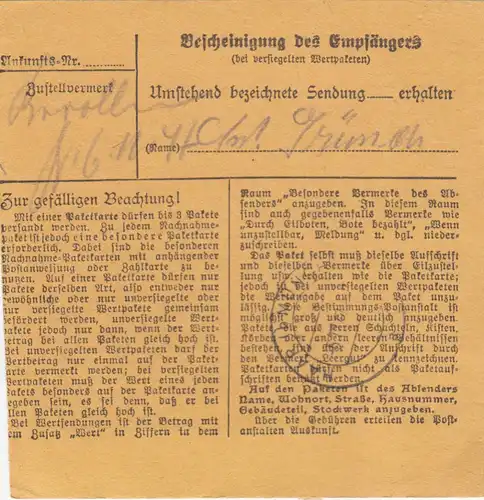 Ankunfts-Nr.
Bescheinigung des Empfängers
(bei versiegelten Wertpaketen)
Zustellvermerk
Umstehend bezeichnete Sendung erhalten
(Name)
Zur gefälligen Beachtung!
Mit einer Paketkarte dürfen bis 3 Pakete
versandt werden. Zu jedem Nachnahme-
paket ist jedoch eine besondere Paketkarte
erforderlich. Dabei sind die besonderen
Nachnahme-Paketkarten mit anhängender
Postanweisung oder Zahlkarte zu be-
nutzen. Auf einer Paketkarte dürfen nur
Pakete derselben Art, also entweder nur
gewöhnliche oder nur unversiegelte oder
nur versiegelte Wertpakete gemeinsam
befördert werden, unversiegelte Wert-
pakete jedoch nur dann, wenn der Wert-
betrag bei allen Paketen gleich hoch ist.
Bei unversiegelten Wertpaketen darf der
Wertbetrag nur einmal auf der Paket-
karte vermerkt werden; bei versiegelten
Wertpaketen muß der Wert eines jeden
Pakets besonders auf der Paketkarte an-
gegeben sein, es sei denn, daß er bei
allen Paketen gleich hoch ist.
Bei Wertsendungen ist der Betrag mit
dem Zusatz „Wert" in Ziffern in dem
Raum „Besondere Vermerke des Ab-
senders" anzugeben. In diesem Raum
sind auch gegebenenfalls Vermerke wie
„Durch Eilboten, Bote bezahlt", „Wenn
unzustellbar, Meldung" u. dgl. nieder-
zuschreiben.
Das Paket selbst muß dieselbe Aufschrift
und dieselben Vermerke über Eilzustel-
lung usw. erhalten wie die Paketkarte;
jedoch ist bei unversiegelten Wertpaketen
die Wertangabe auf dem Paket unzu-
lässig. Die Bestimmungs-Postanstalt ist
möglichst groß und deutlich anzugeben.
Pakete aus leeren Schachteln, Kisten,
Körben oder anderen leeren Behältnissen
bestehen, sind über der Anschrift durch
den Vermerk „Leergut" zu kennzeichnen.
Paketkarten dürfen nicht als Paketauf-
schriften benutzt werden.
Auf den Paketen ist des Absenders
Name, Wohnort, Straße, Hausnummer,
Gebäudeteil, Stockwerk anzugeben.
Über die Gebühren erteilen die Post-
anstalten Auskunft.